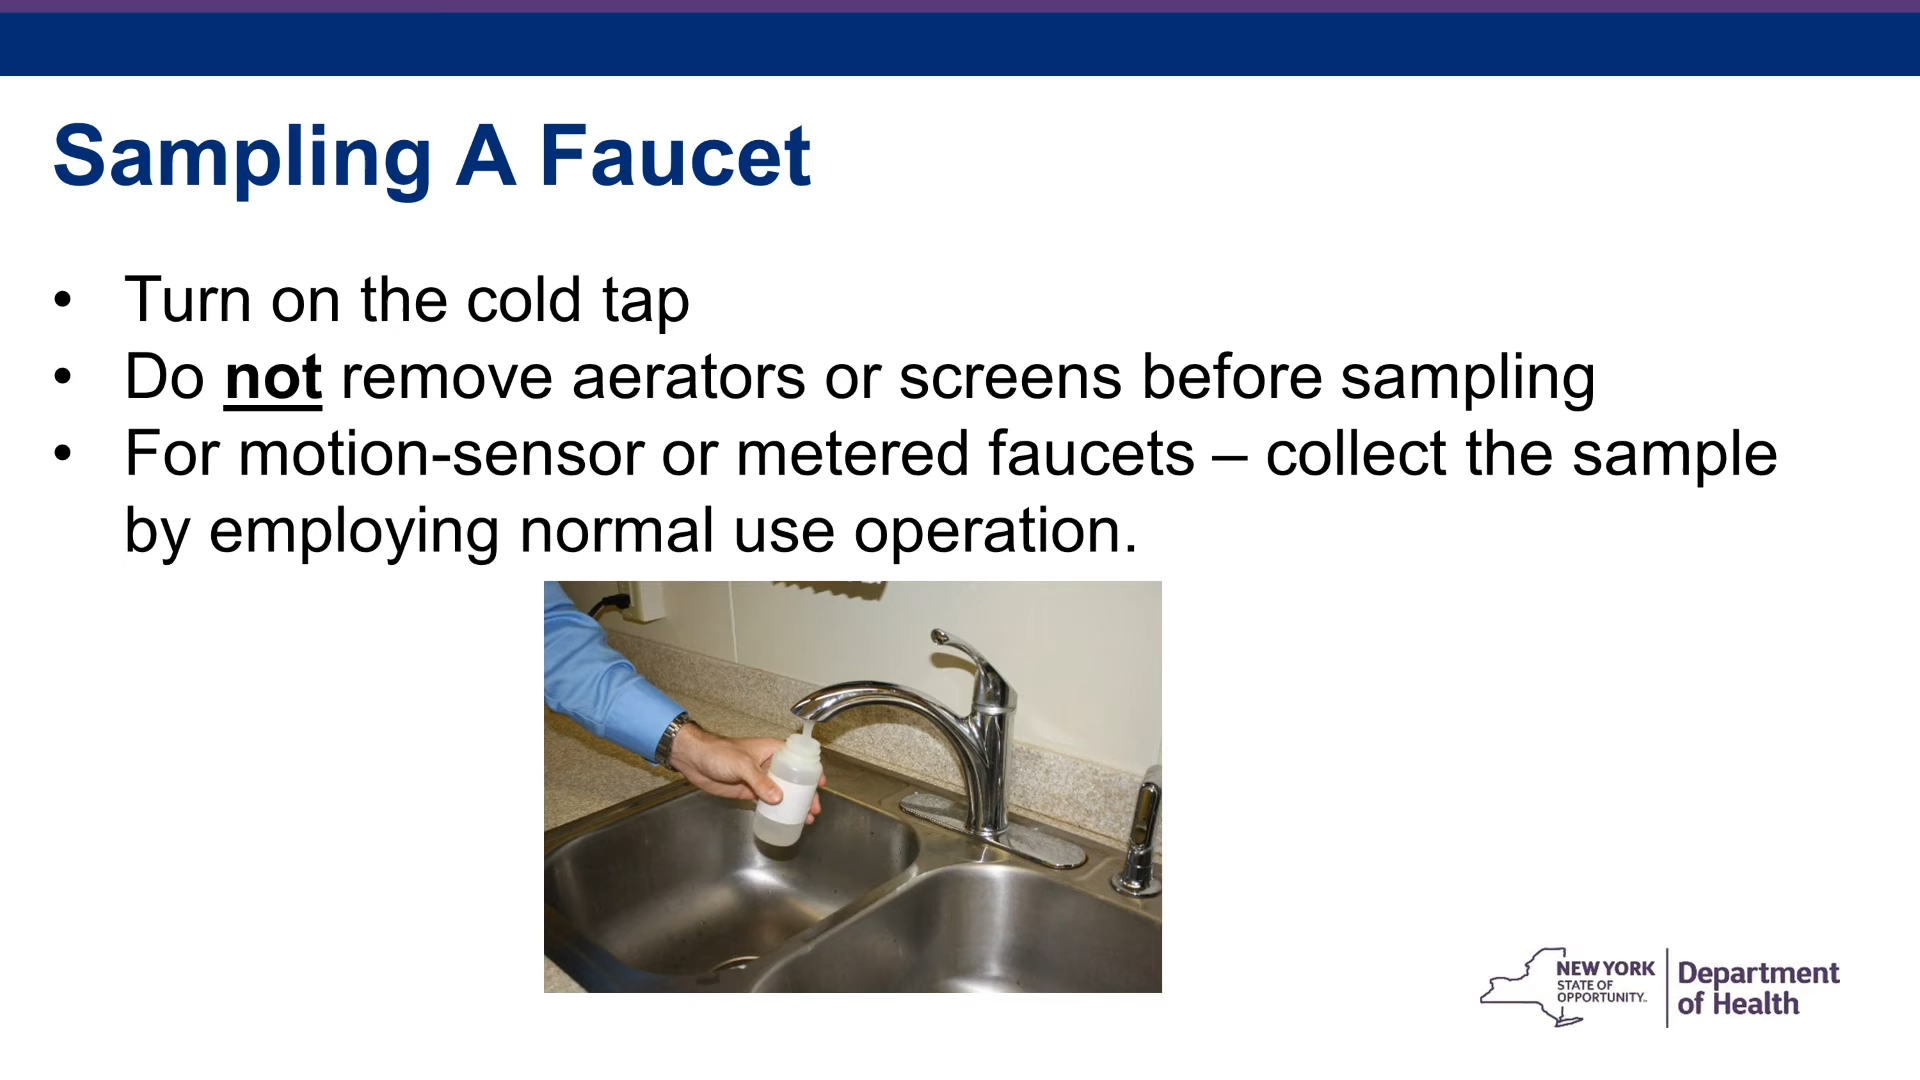 Sampling A Faucet
• Turn on the cold tap
• Do not remove aerators or screens before sampling
• For motion-sensor or metered faucets – collect the sample
by employing normal use operation.
NEW YORK
STATE OF
OPPORTUNITY™
Department
of Health